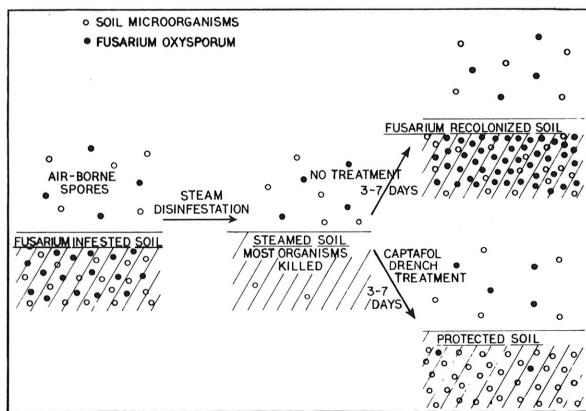 SOIL MICROORGANISMS
FUSARIUM OXYSPORUM
AIR-BORNE
SPORES
FUSARIUM INFESTED SOIL
STEAM
DISINFESTATION
STEAMED SOIL
MOST ORGANISMS
KILLED
NO TREATMENT
3-7 DAYS
FUSARIUM RECOLONIZED SOIL
CAPTAFOL
DRENCH
TREATMENT
3-7
DAYS
PROTECTED SOIL